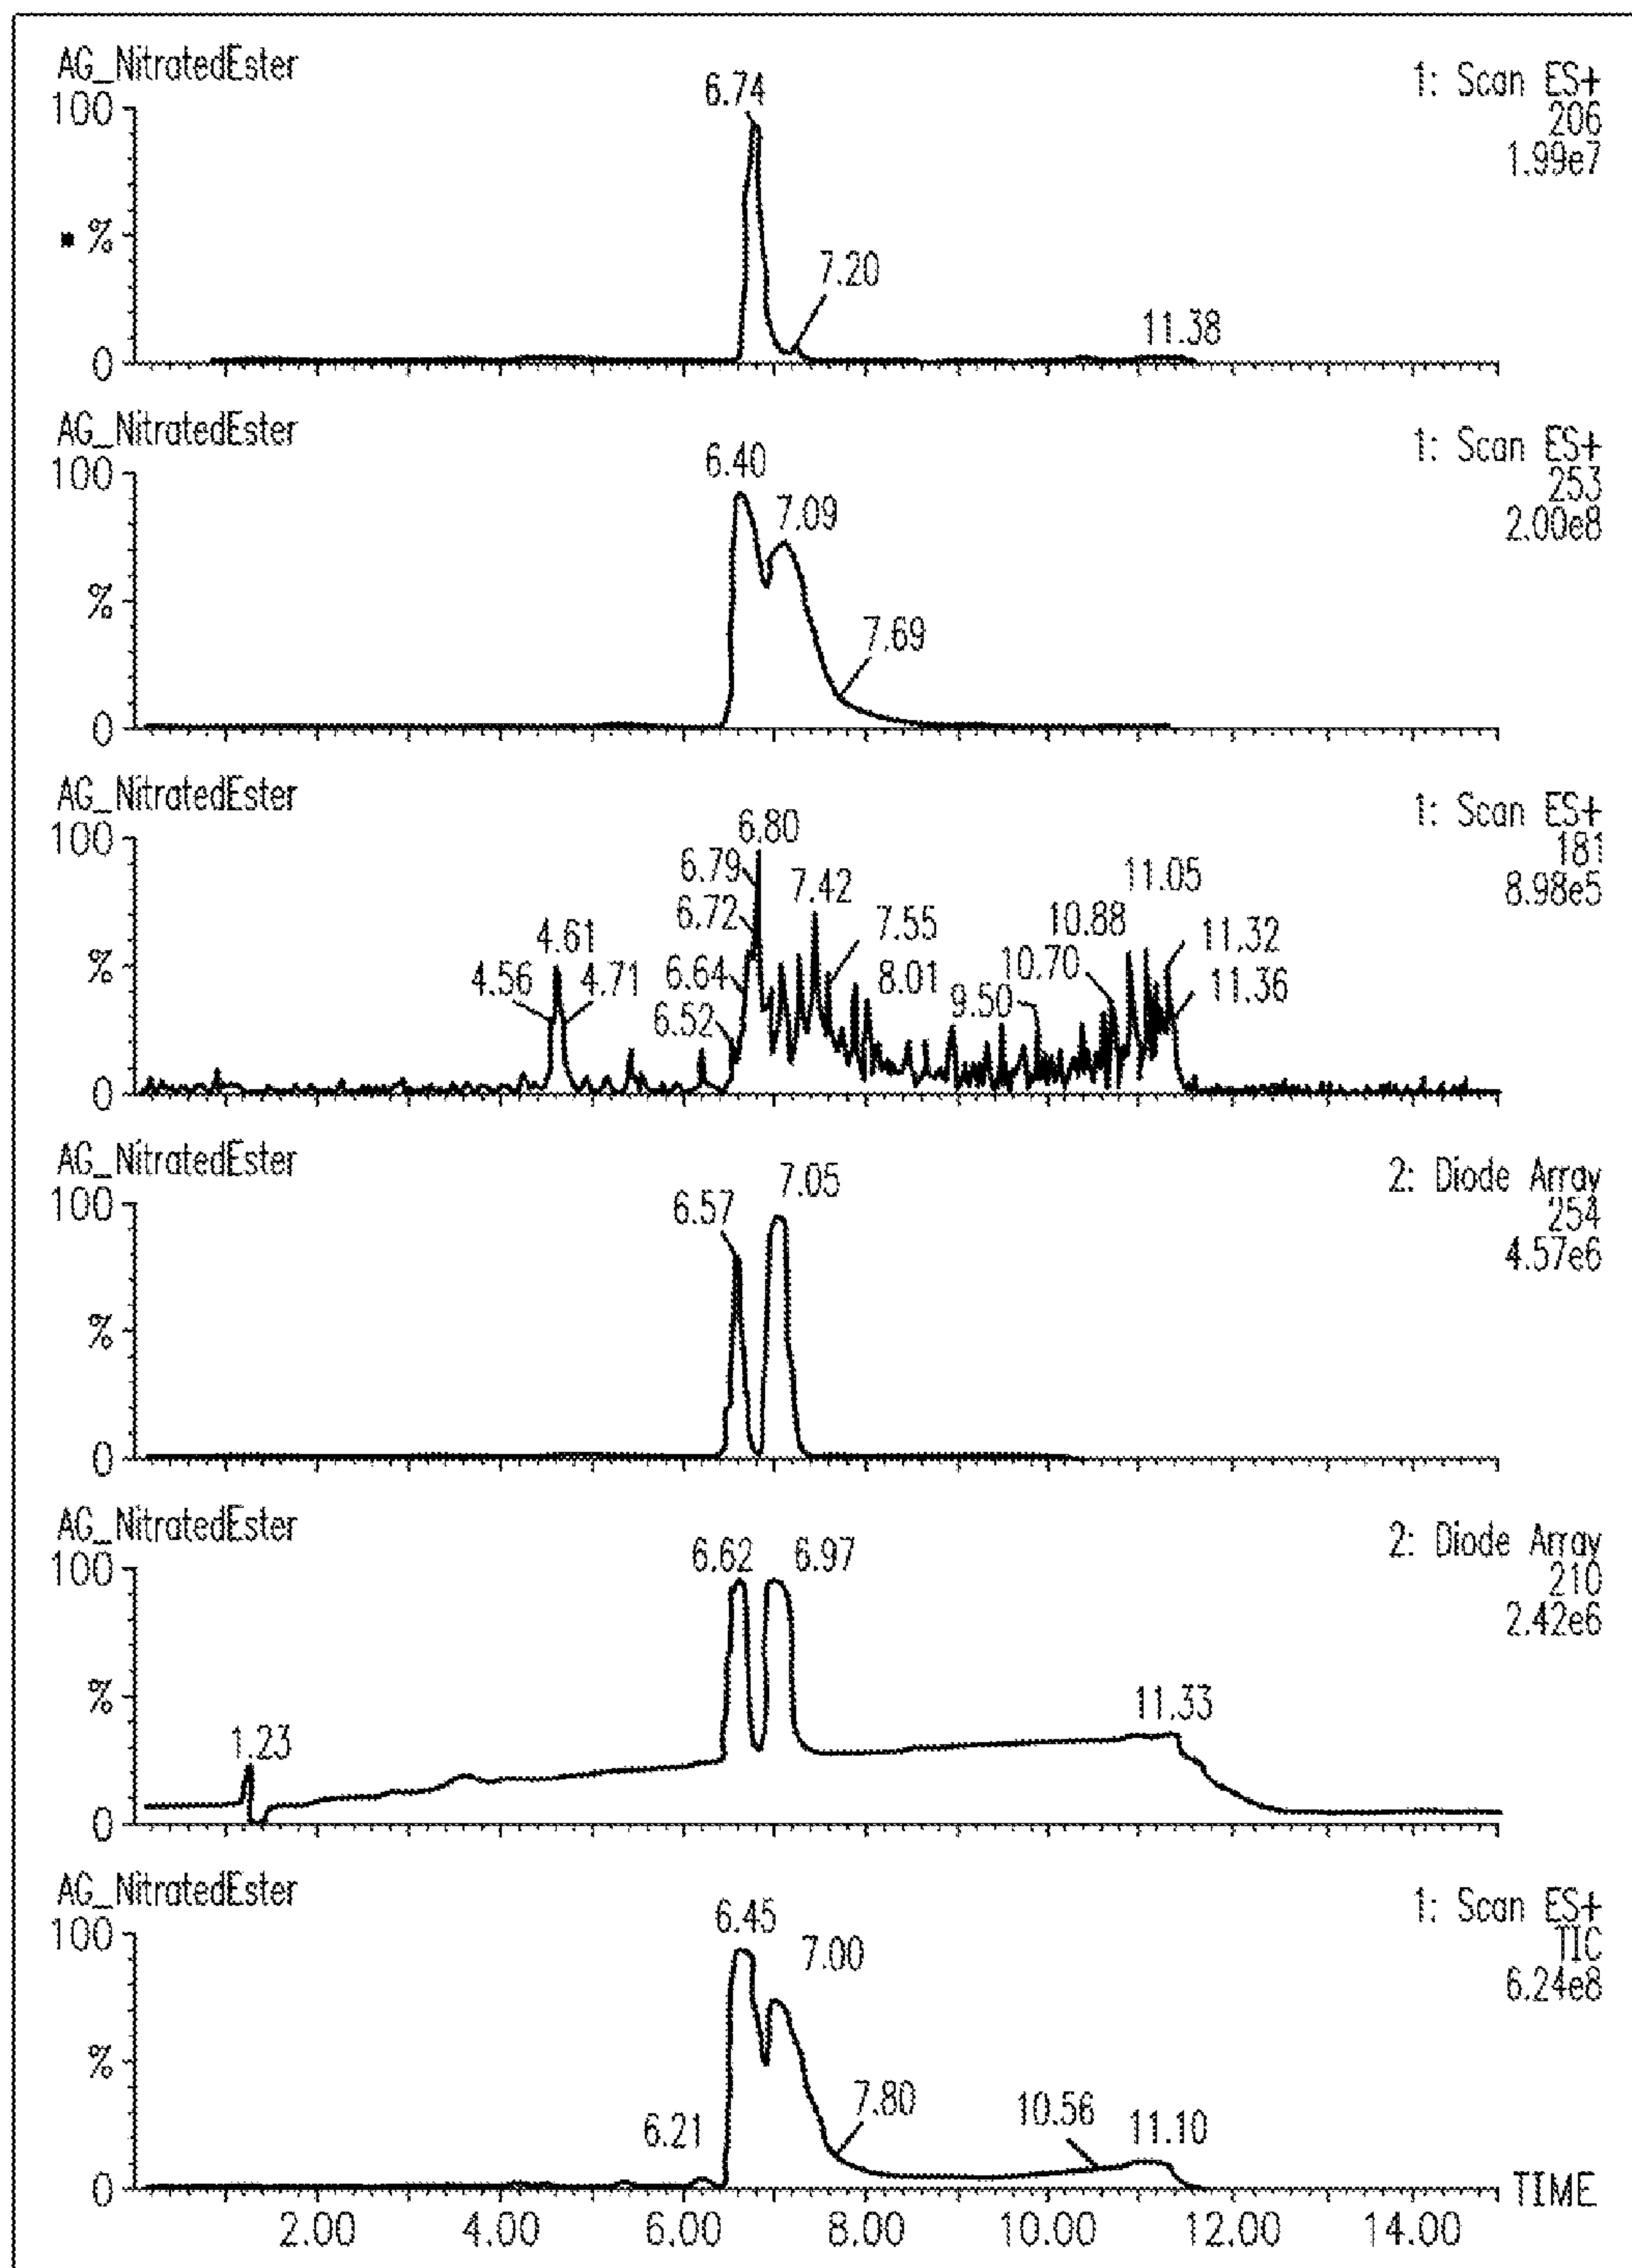 AG_NitratedEster
1: Scan ES+
206
1.99e7
100
%
0
6.74
7.20
11.38
AG_NitratedEster
1: Scan ES+
253
2.00e8
100
%
0
6.40
7.09
7.69
AG_NitratedEster
1: Scan ES+
181
8.98e5
100
%
0
6.80
6.79
7.42
11.05
6.72
7.55
10.88
4.61
11.32
4.56
4.71
6.64
8.01
10.70
11.36
6.52
9.50
AG_NitratedEster
2: Diode Array
254
4.57e6
100
%
0
6.57
7.05
AG_NitratedEster
2: Diode Array
210
2.42e6
100
%
0
6.62
6.97
1.23
11.33
AG_NitratedEster
1: Scan ES+
TIC
6.24e8
100
%
0
6.45
7.00
6.21
7.80
10.56
11.10
TIME
2.00 4.00 6.00 8.00 10.00 12.00 14.00